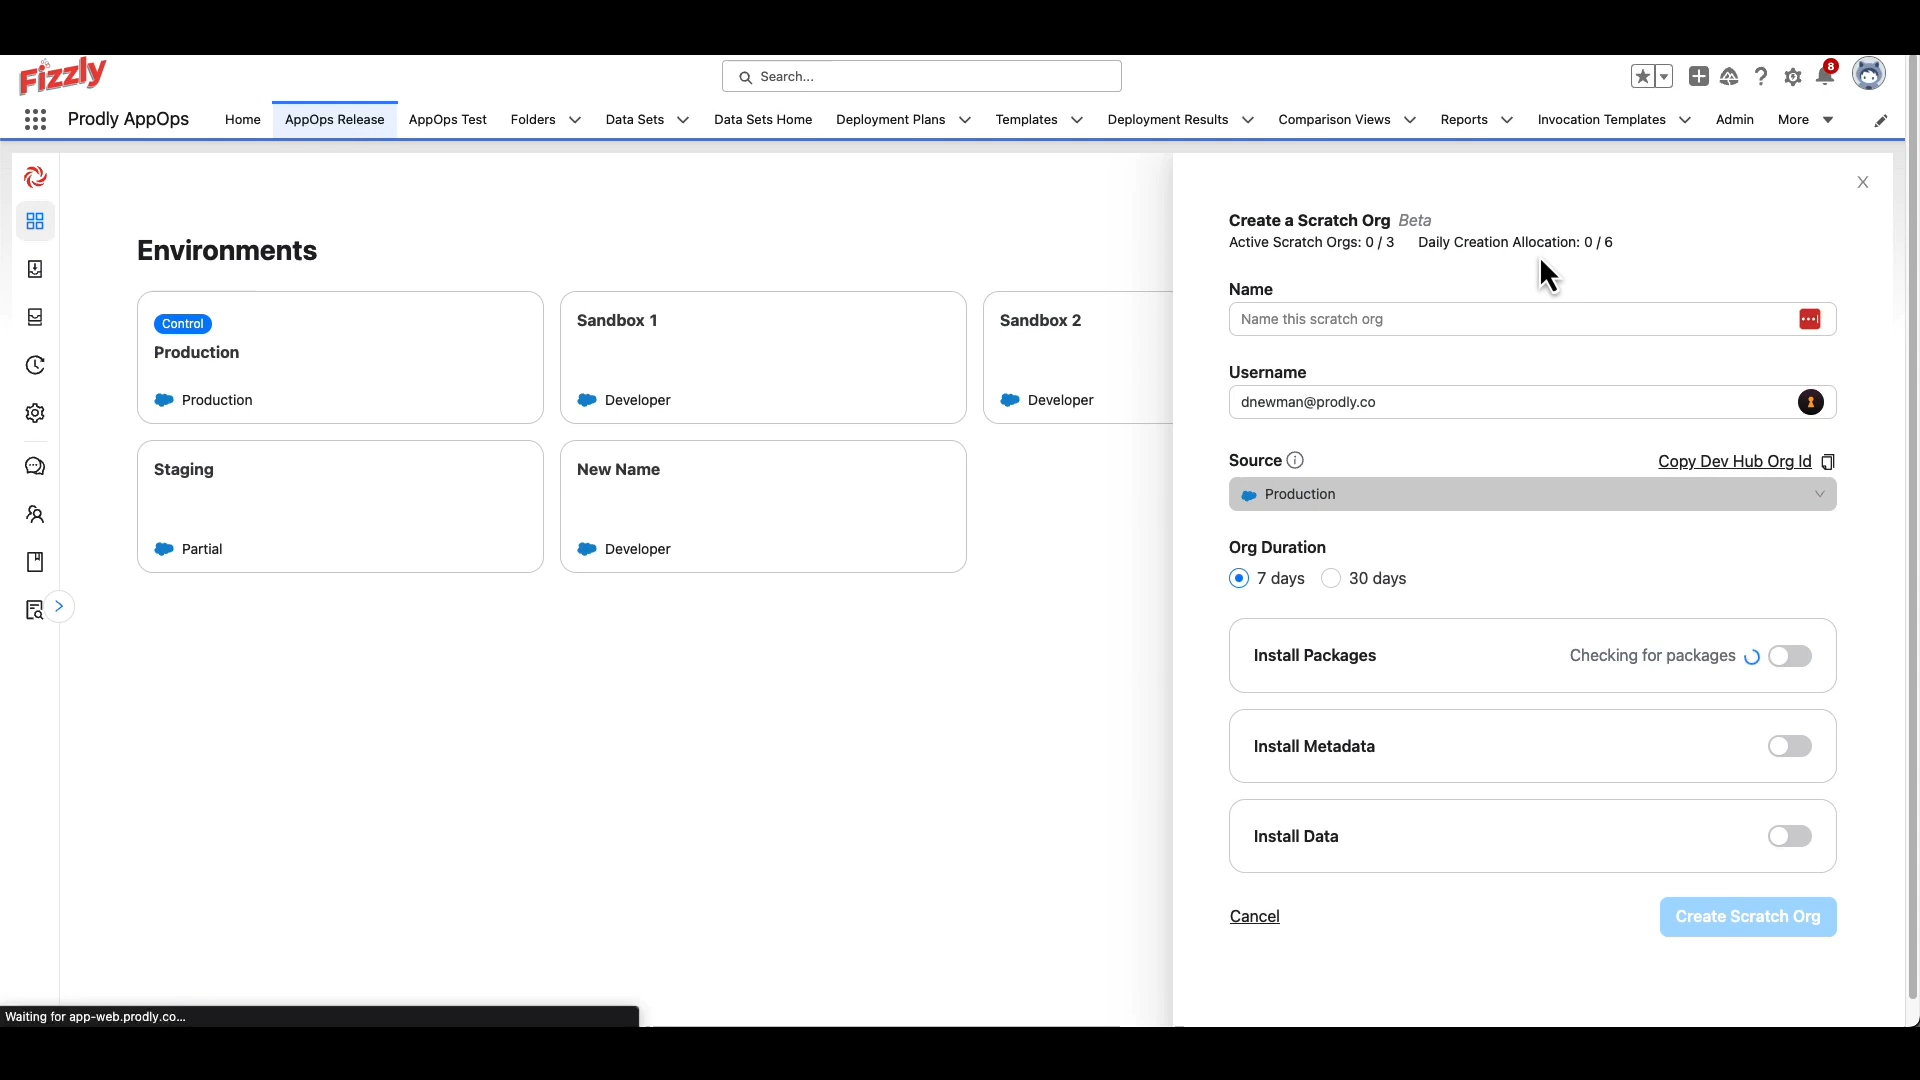 Fizzly
Search...
8
Prodly AppOps
Home
AppOps Release
AppOps Test
Folders
Data Sets
Data Sets Home
Deployment Plans
Templates
Deployment Results
Comparison Views
Reports
Invocation Templates
Admin
More
Environments
Control
Production
Production
Sandbox 1
Developer
Sandbox 2
Developer
Staging
Partial
New Name
Developer
X
Create a Scratch Org Beta
Active Scratch Orgs: 0 / 3 Daily Creation Allocation: 0 / 6
Name
Name this scratch org
Username
dnewman@prodly.co
Source
Copy Dev Hub Org Id
Production
Org Duration
7 days
30 days
Install Packages
Checking for packages
Install Metadata
Install Data
Cancel
Create Scratch Org
Waiting for app-web.prodly.co...